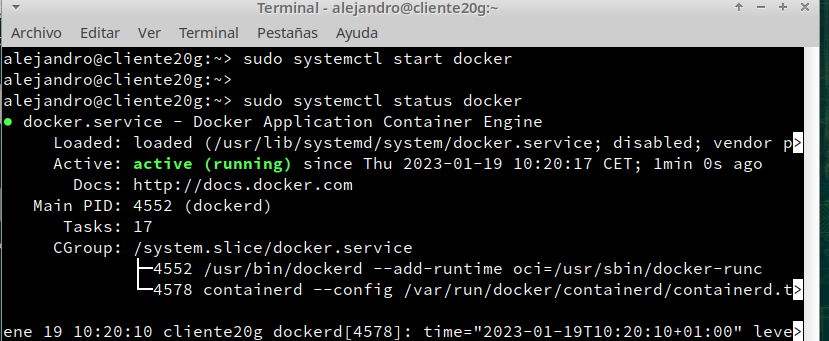 Terminal - alejandro@cliente20g:~
Archivo Editar Ver Terminal Pestañas Ayuda
alejandro@cliente20g:~> sudo systemctl start docker
alejandro@cliente20g:~>
alejandro@cliente20g:~> sudo systemctl status docker
● docker.service - Docker Application Container Engine
Loaded: loaded (/usr/lib/systemd/system/docker.service; disabled; vendor p>
Active: active (running) since Thu 2023-01-19 10:20:17 CET; 1min 0s ago
Docs: http://docs.docker.com
Main PID: 4552 (dockerd)
Tasks: 17
CGroup: /system.slice/docker.service
├─4552 /usr/bin/dockerd --add-runtime oci=/usr/sbin/docker-runc
└─4578 containerd --config /var/run/docker/containerd/containerd.t>
ene 19 10:20:10 cliente20g dockerd[4578]: time="2023-01-19T10:20:10+01:00" leve>